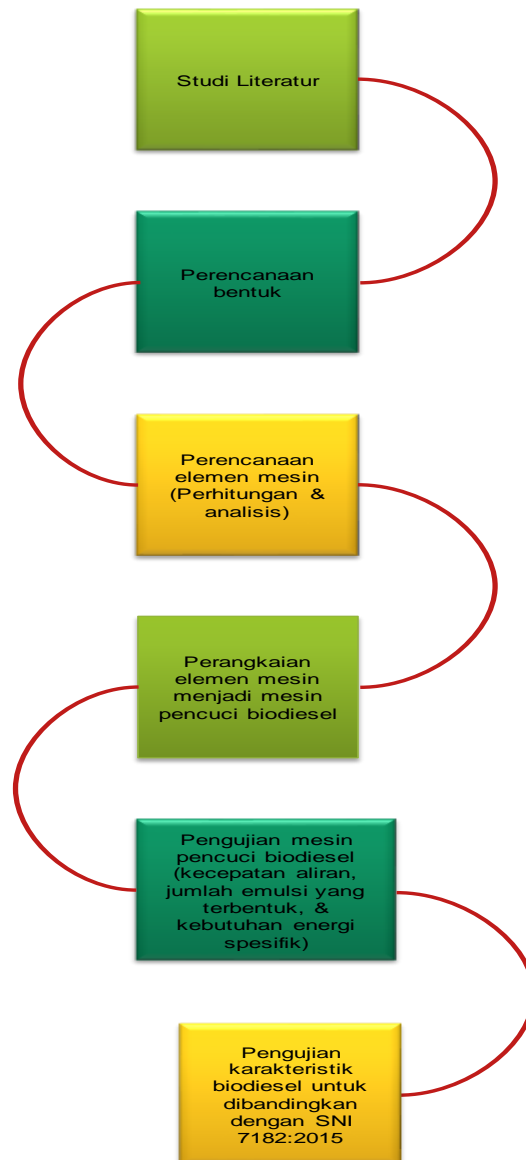 Studi Literatur
Perencanaan
bentuk
Perencanaan
elemen mesin
(Perhitungan &
analisis)
Perangkaian
elemen mesin
menjadi mesin
pencuci biodiesel
Pengujian mesin
pencuci biodiesel
(kecepatan aliran,
jumlah emulsi yang
terbentuk, &
kebutuhan energi
spesifik)
Pengujian
karakteristik
biodiesel untuk
dibandingkan
dengan SNI
7182:2015